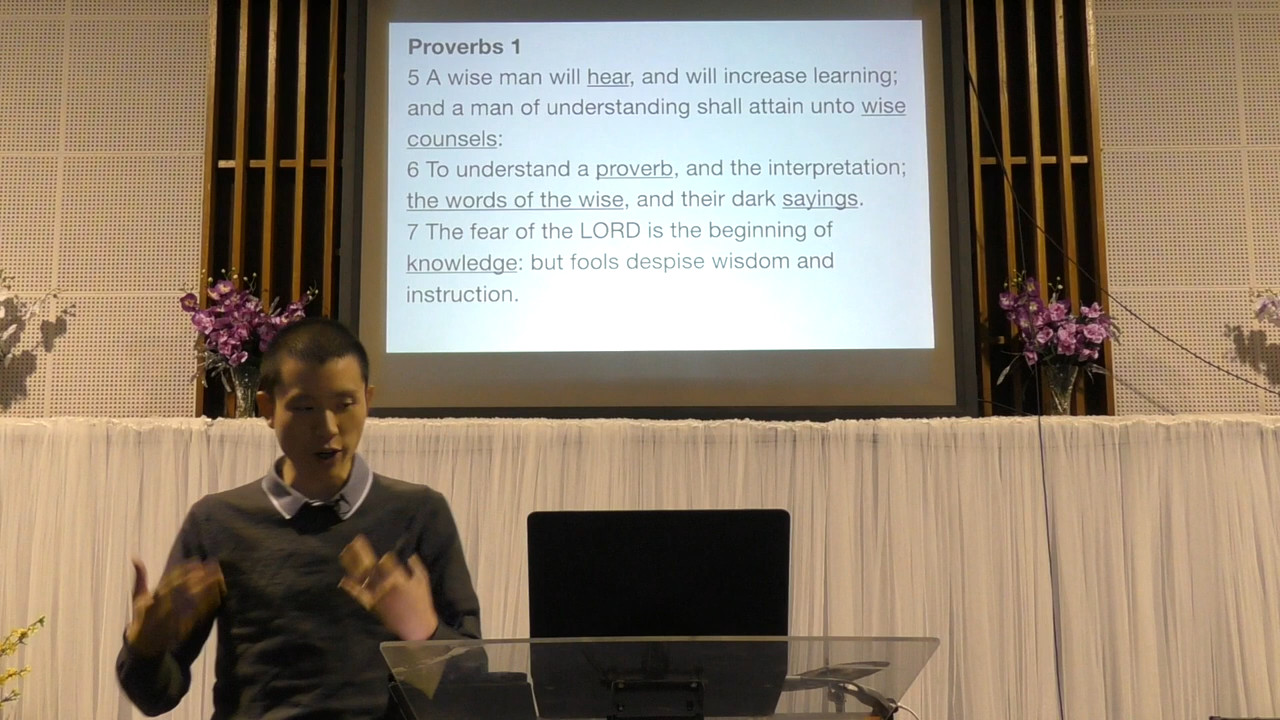 Proverbs 1
5 A wise man will hear, and will increase learning;
and a man of understanding shall attain unto wise
counsels:
6 To understand a proverb, and the interpretation;
the words of the wise, and their dark sayings.
7 The fear of the LORD is the beginning of
knowledge: but fools despise wisdom and
instruction.